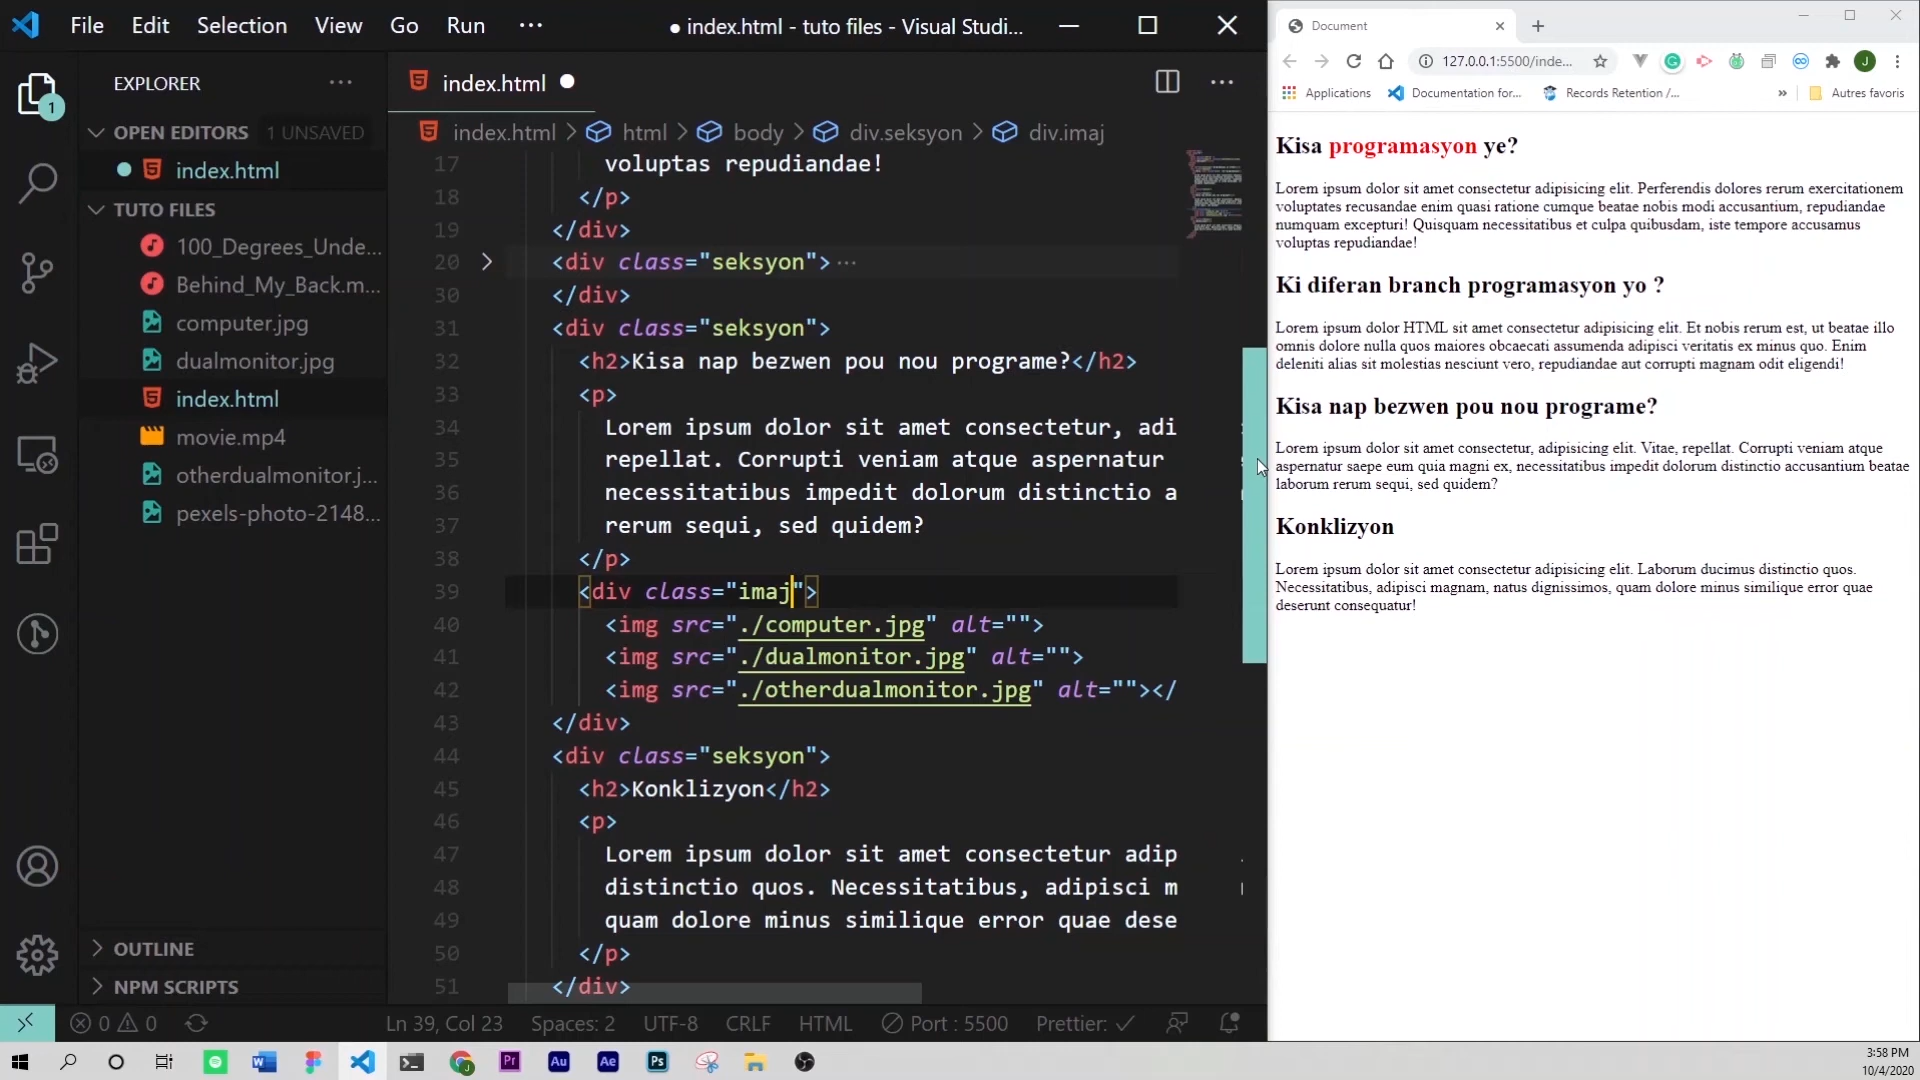 File Edit Selection View Go Run ··· ● index.html - tuto files - Visual Studi...
EXPLORER ···
OPEN EDITORS 1 UNSAVED
index.html
TUTO FILES
100_Degrees_Unde...
Behind_My_Back.m...
computer.jpg
dualmonitor.jpg
index.html
movie.mp4
otherdualmonitor.j...
pexels-photo-2148...
OUTLINE
NPM SCRIPTS
1
index.html ●
index.html > html > body > div.seksyon > div.imaj
17 voluptas repudiandae!
18 </p>
19 </div>
20 <div class="seksyon"> ···
30 </div>
31 <div class="seksyon">
32 <h2>Kisa nap bezwen pou nou programe?</h2>
33 <p>
34 Lorem ipsum dolor sit amet consectetur, adi
35 repellat. Corrupti veniam atque aspernatur
36 necessitatibus impedit dolorum distinctio a
37 rerum sequi, sed quidem?
38 </p>
39 <div class="imaj">
40 <img src="./computer.jpg" alt="">
41 <img src="./dualmonitor.jpg" alt="">
42 <img src="./otherdualmonitor.jpg" alt=""></
43 </div>
44 <div class="seksyon">
45 <h2>Konklizyon</h2>
46 <p>
47 Lorem ipsum dolor sit amet consectetur adip
48 distinctio quos. Necessitatibus, adipisci m
49 quam dolore minus similique error quae dese
50 </p>
51 </div>
0 0 Ln 39, Col 23 Spaces: 2 UTF-8 CRLF HTML Port : 5500 Prettier: ✓
Document
127.0.0.1:5500/inde... J
Applications Documentation for... Records Retention /... » Autres favoris
Kisa programasyon ye?
Lorem ipsum dolor sit amet consectetur adipisicing elit. Perferendis dolores rerum exercitationem
voluptates recusandae enim quasi ratione cumque beatae nobis modi accusantium, repudiandae
numquam excepturi! Quisquam necessitatibus et culpa quibusdam, iste tempore accusamus
voluptas repudiandae!
Ki diferan branch programasyon yo ?
Lorem ipsum dolor HTML sit amet consectetur adipisicing elit. Et nobis rerum est, ut beatae illo
omnis dolore nulla quos maiores obcaecati assumenda adipisci veritatis ex minus quo. Enim
deleniti alias sit molestias nesciunt vero, repudiandae aut corrupti magnam odit eligendi!
Kisa nap bezwen pou nou programe?
Lorem ipsum dolor sit amet consectetur, adipisicing elit. Vitae, repellat. Corrupti veniam atque
aspernatur saepe eum quia magni ex, necessitatibus impedit dolorum distinctio accusantium beatae
laborum rerum sequi, sed quidem?
Konklizyon
Lorem ipsum dolor sit amet consectetur adipisicing elit. Laborum ducimus distinctio quos.
Necessitatibus, adipisci magnam, natus dignissimos, quam dolore minus similique error quae
deserunt consequatur!
Pr Au Ae Ps
3:58 PM
10/4/2020